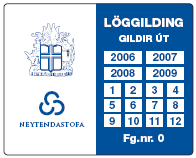 LÖGGILDING
GILDIR ÚT
2006 2007
2008 2009
1 2 3 4
5 6 7 8
9 10 11 12
Fg.nr. 0
NEYTENDASTOFA